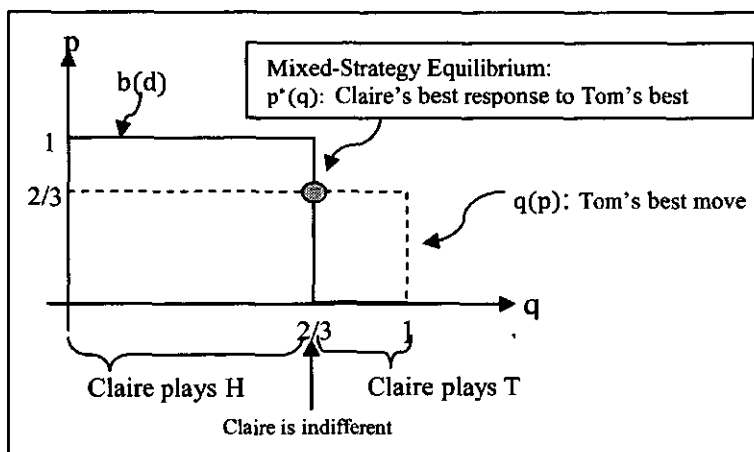 p
b(d)
Mixed-Strategy Equilibrium:
p*(q): Claire's best response to Tom's best
1
2/3
q(p): Tom's best move
q
2/3
1
Claire plays H
Claire plays T
Claire is indifferent